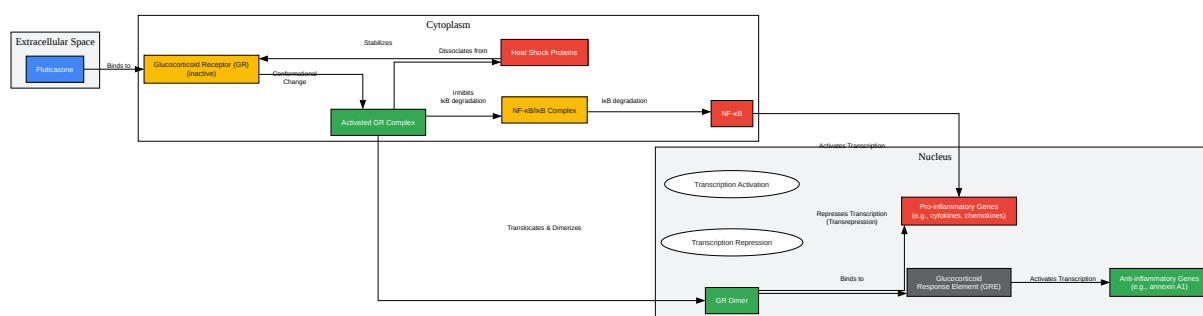 Cytoplasm
Extracellular Space
Fluticasone
Binds to
Glucocorticoid Receptor (GR)
(inactive)
Stabilizes
Dissociates from
Heat Shock Proteins
Conformational
Change
Inhibits
IκB degradation
NF-κB/IκB Complex
IκB degradation
NF-κB
Activated GR Complex
Activates Transcription
Nucleus
Transcription Activation
Pro-inflammatory Genes
(e.g., cytokines, chemokines)
Represses Transcription
(Transrepression)
Translocates & Dimerizes
Transcription Repression
Binds to
Glucocorticoid
Response Element (GRE)
Activates Transcription
Anti-inflammatory Genes
(e.g., annexin A1)
GR Dimer